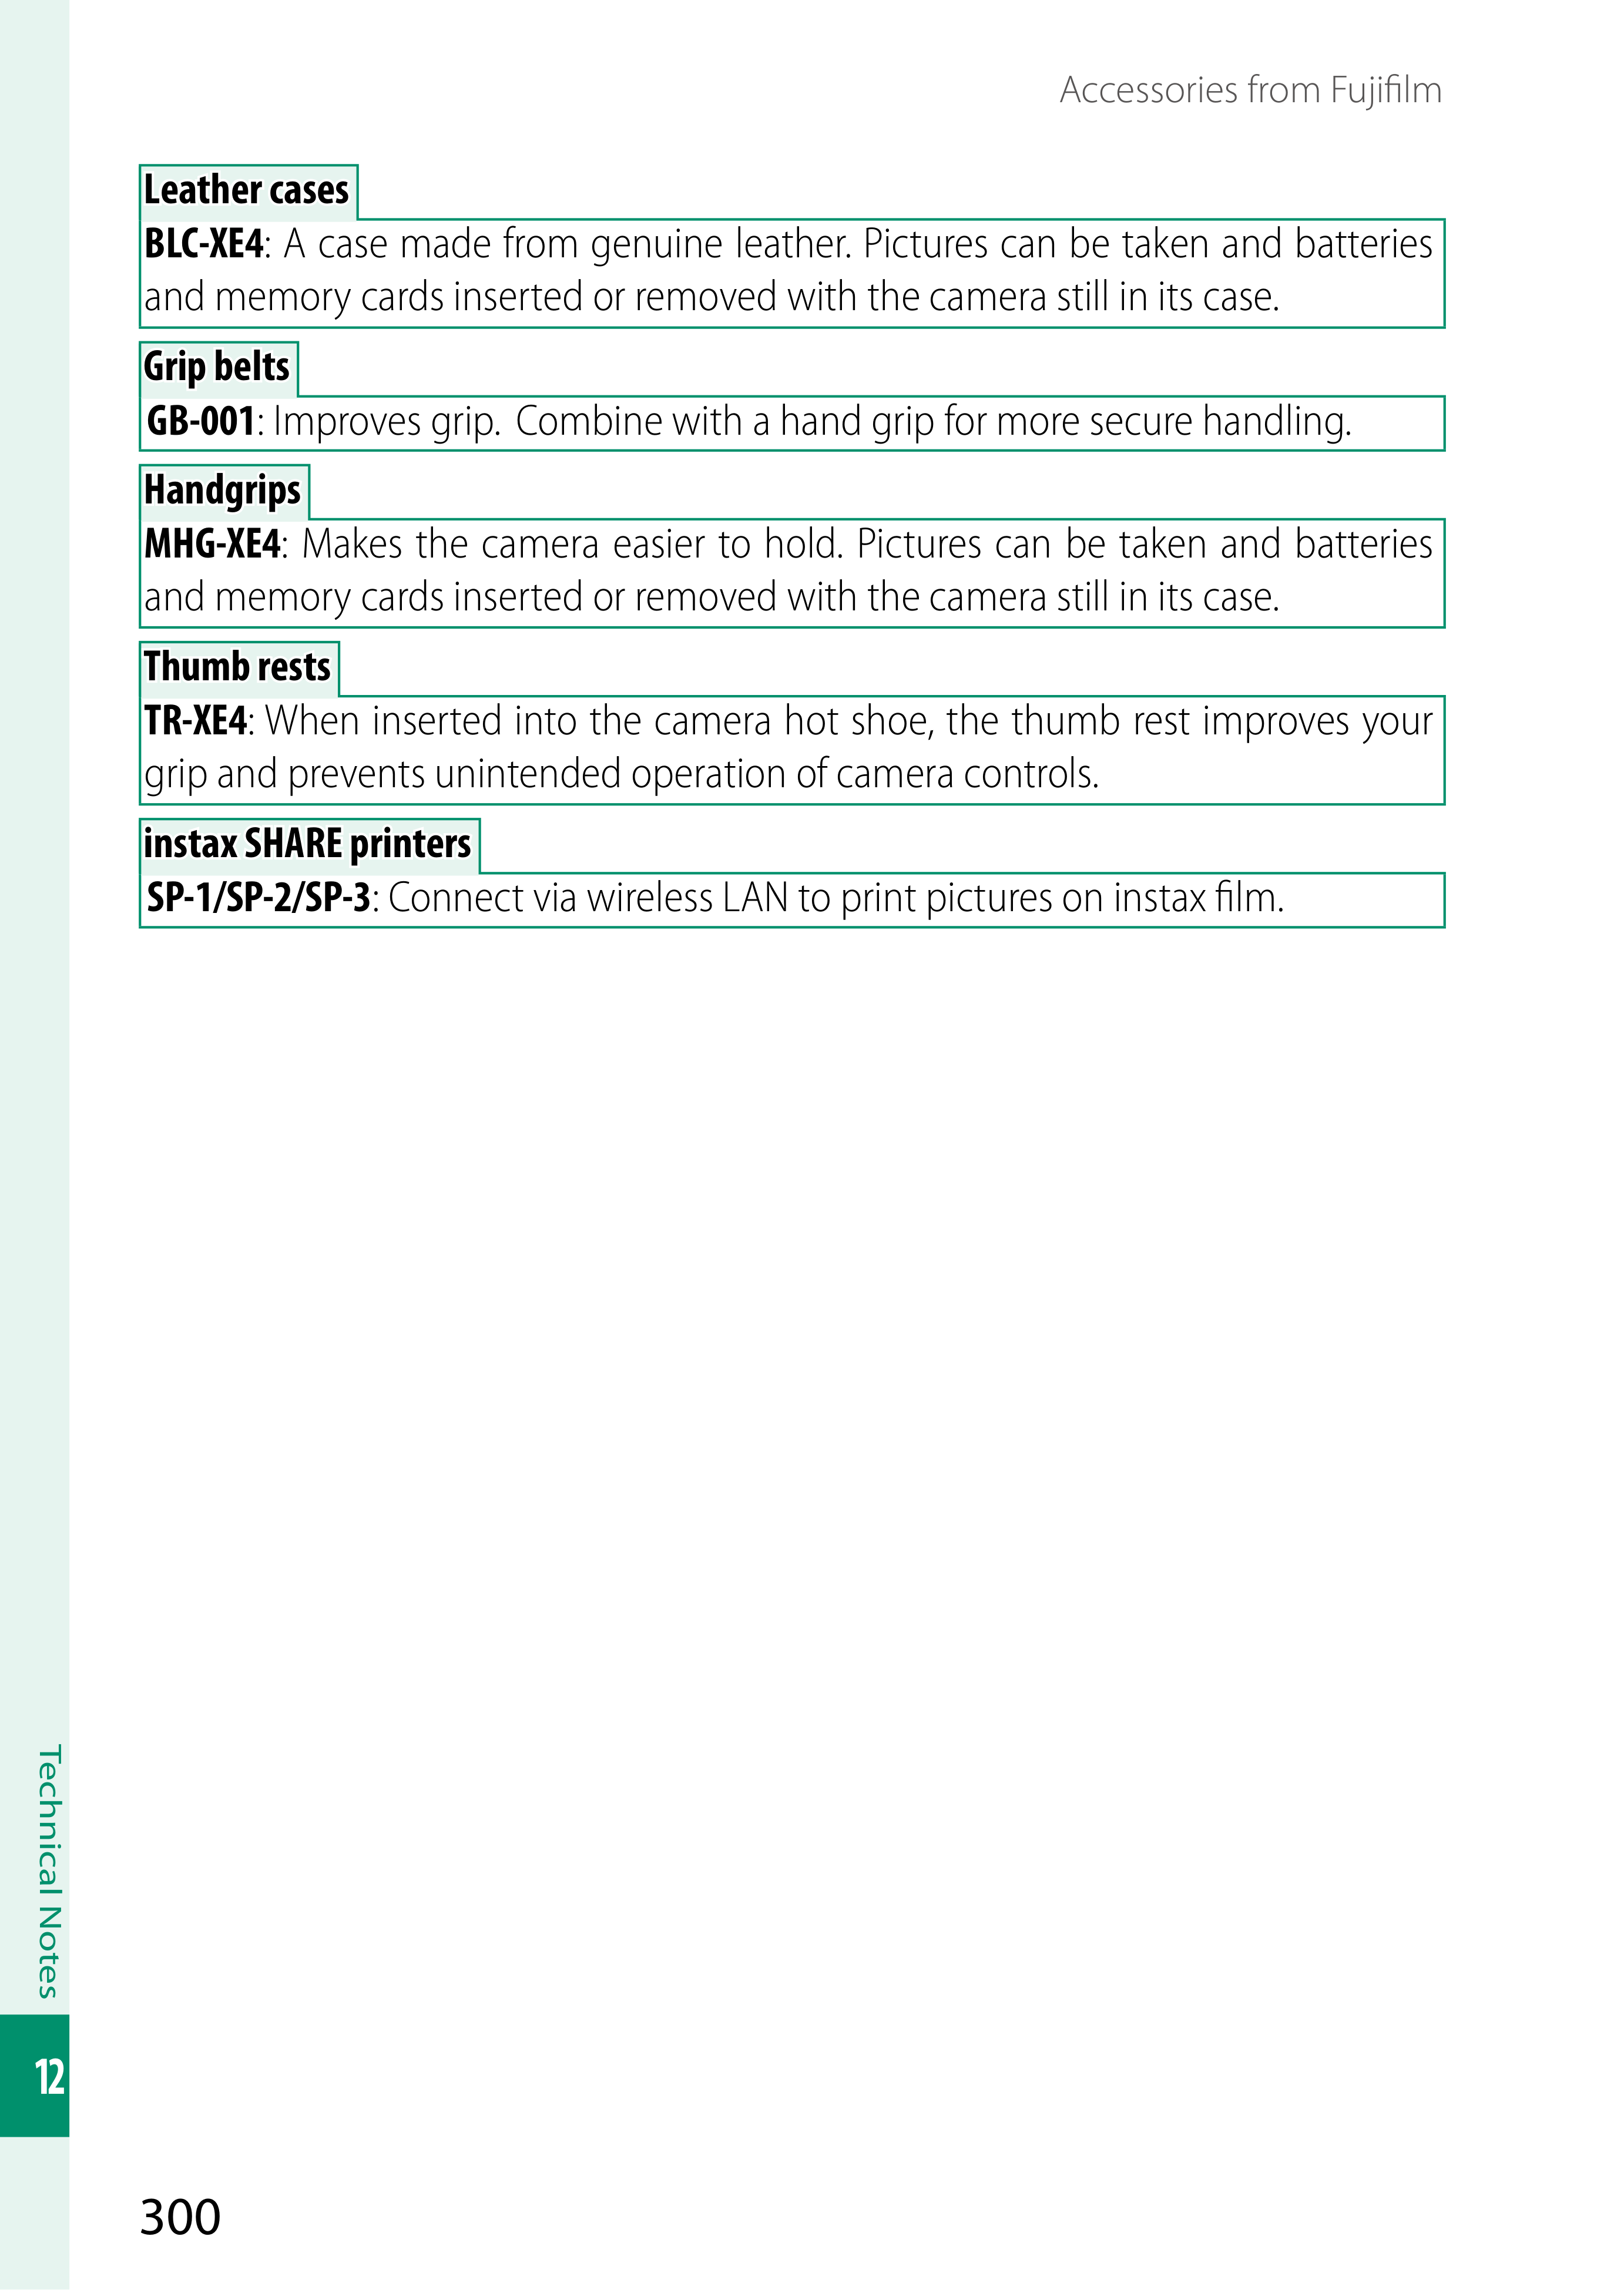 Accessories from Fujifilm
Leather cases
BLC-XE4: A case made from genuine leather. Pictures can be taken and batteries
and memory cards inserted or removed with the camera still in its case.
Grip belts
GB-001: Improves grip. Combine with a hand grip for more secure handling.
Handgrips
MHG-XE4: Makes the camera easier to hold. Pictures can be taken and batteries
and memory cards inserted or removed with the camera still in its case.
Thumb rests
TR-XE4: When inserted into the camera hot shoe, the thumb rest improves your
grip and prevents unintended operation of camera controls.
instax SHARE printers
SP-1/SP-2/SP-3: Connect via wireless LAN to print pictures on instax film.
Technical Notes
12
300